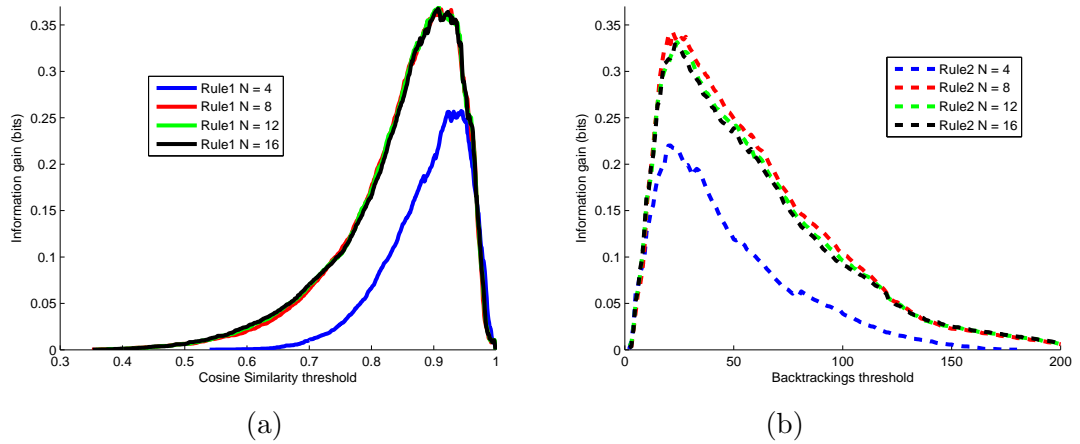 0.35
0.3
0.25
0.2
0.15
0.1
0.05
0
Information gain (bits)
Rule1 N = 4
Rule1 N = 8
Rule1 N = 12
Rule1 N = 16
0.3 0.4 0.5 0.6 0.7 0.8 0.9 1
Cosine Similarity threshold
(a)
0.35
0.3
0.25
0.2
0.15
0.1
0.05
0
Information gain (bits)
Rule2 N = 4
Rule2 N = 8
Rule2 N = 12
Rule2 N = 16
0 50 100 150 200
Backtrackings threshold
(b)